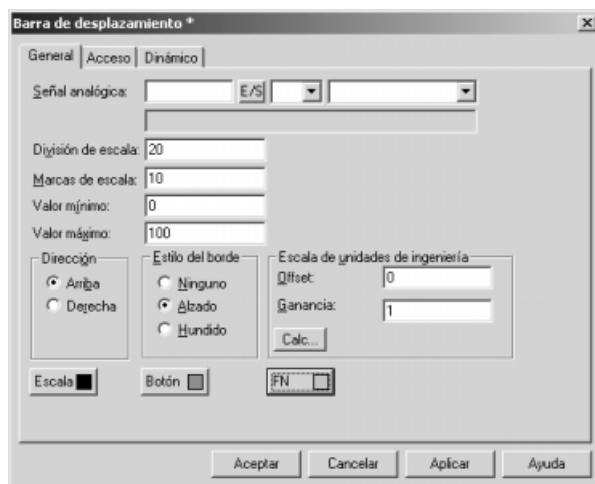 Barra de desplazamiento *
General Acceso Dinámico
Señal analógica: E/S
División de escala: 20
Marcas de escala: 10
Valor mínimo: 0
Valor máximo: 100
Dirección Estilo del borde Escala de unidades de ingeniería
Arriba Ninguno Offset: 0
Derecha Alzado Ganancia: 1
Hundido Calc...
Escala Botón FN
Aceptar Cancelar Aplicar Ayuda